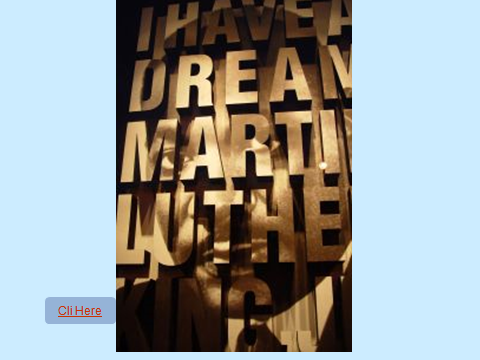 I HAVE A
DREAM
MARTI
LUTHE
KING, J
Cli Here